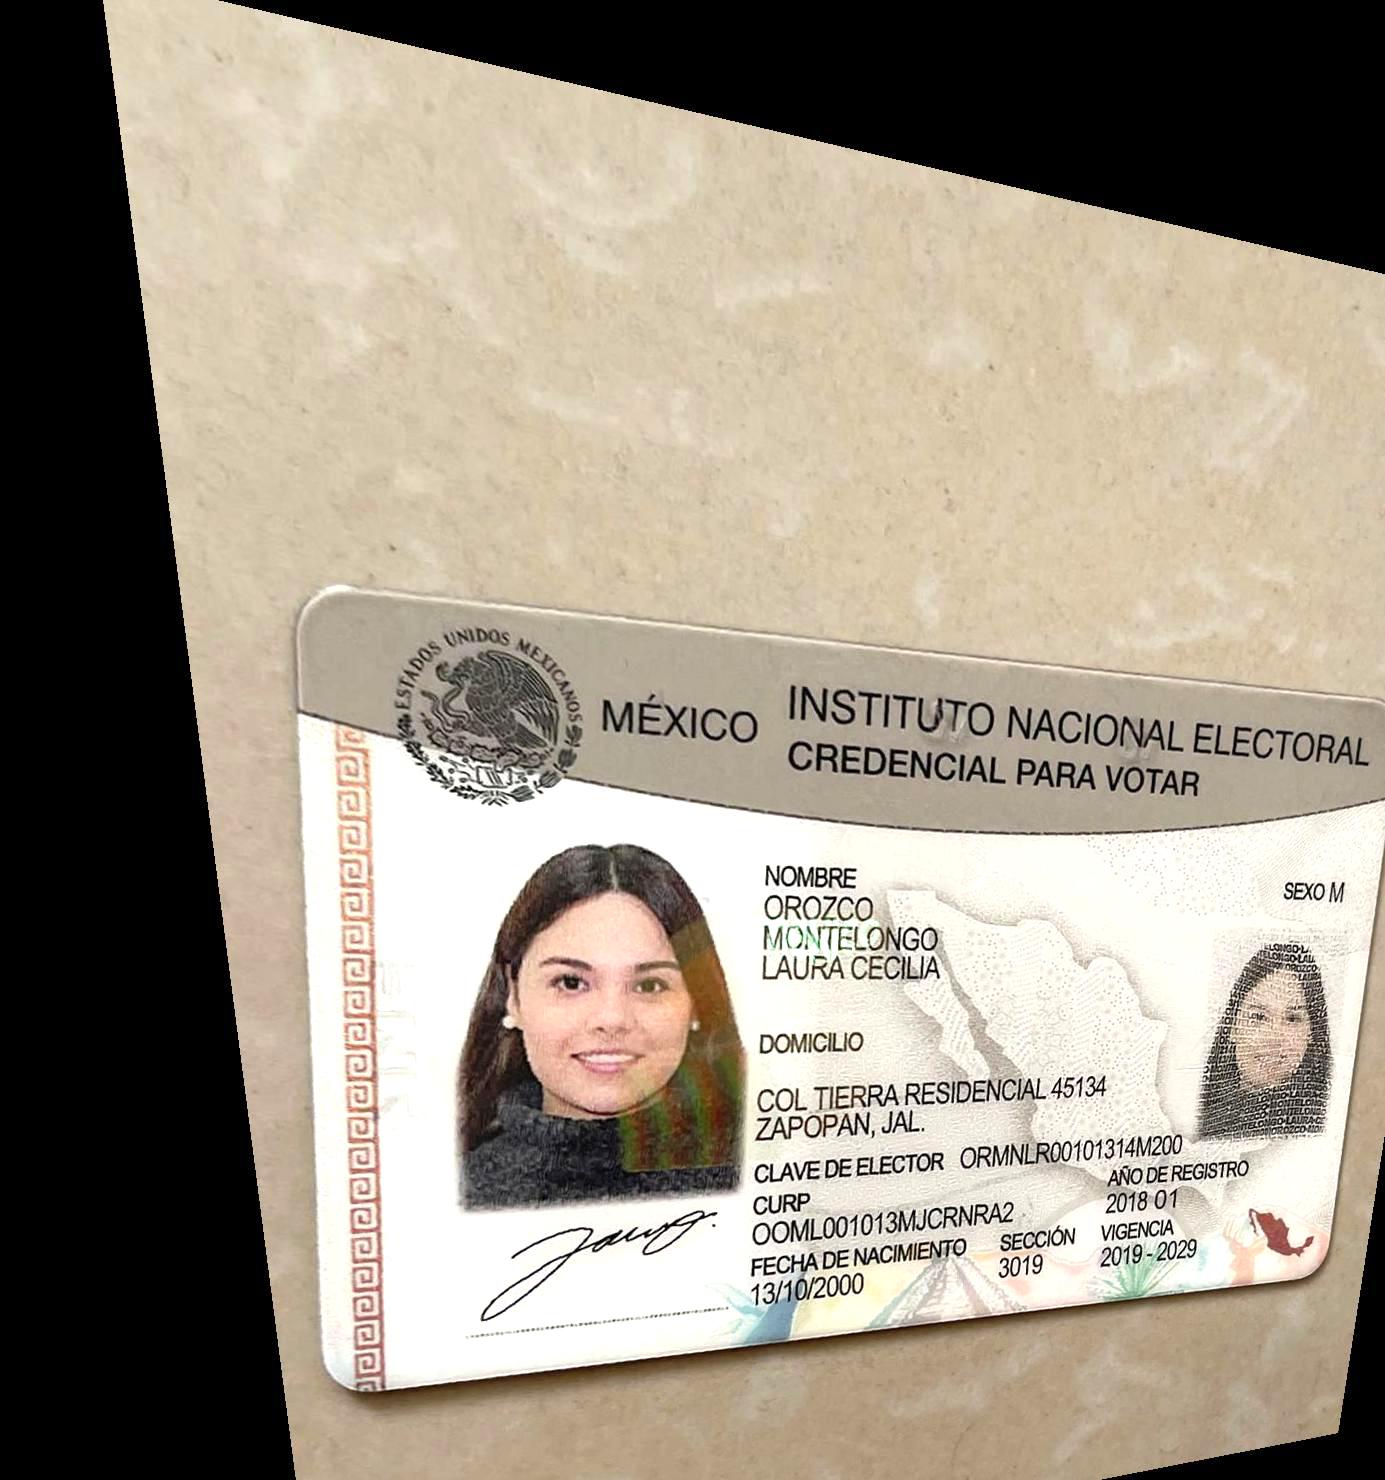 ESTADOS UNIDOS MEXICANOS
MÉXICO
INSTITUTO NACIONAL ELECTORAL
CREDENCIAL PARA VOTAR
NOMBRE
OROZCO
MONTELONGO
LAURA CECILIA
SEXO M
DOMICILIO
COL TIERRA RESIDENCIAL 45134
ZAPOPAN, JAL.
CLAVE DE ELECTOR ORMNLR00101314M200
CURP
OOML001013MJCRNRA2
AÑO DE REGISTRO
2018 01
FECHA DE NACIMIENTO
13/10/2000
SECCIÓN
3019
VIGENCIA
2019 - 2029